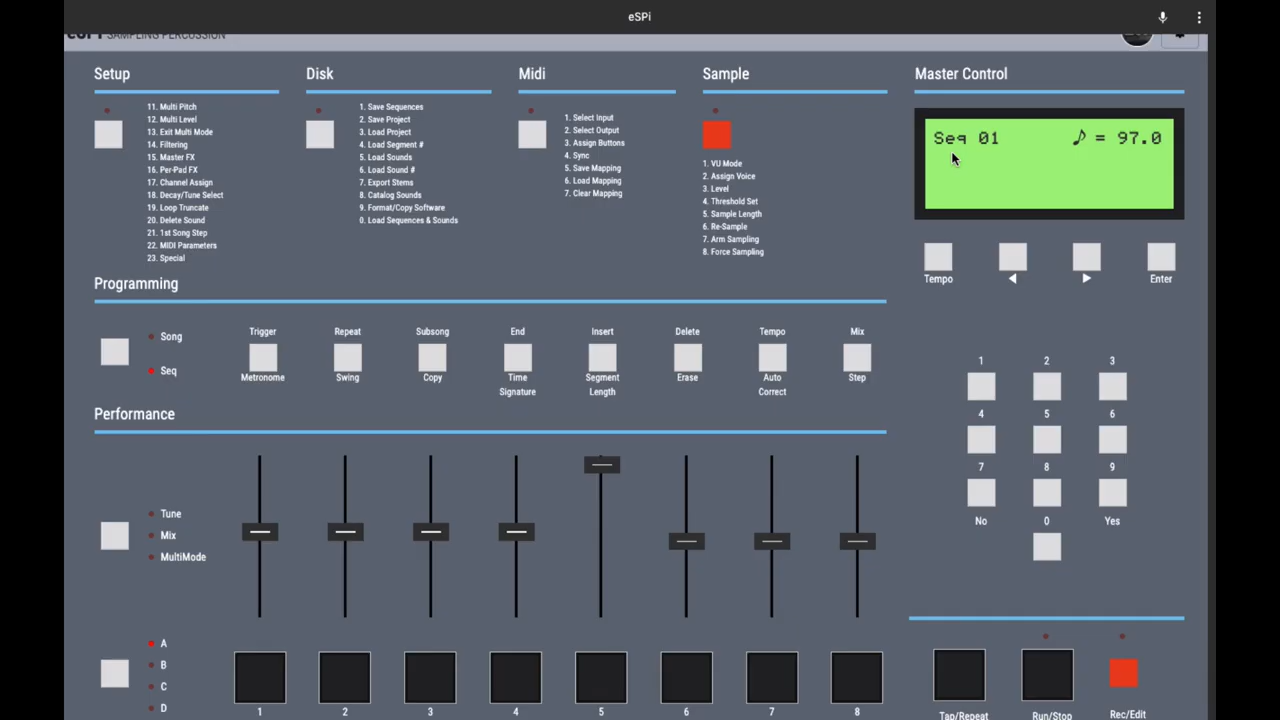 eSPi
eSPi SAMPLING PERCUSSION
Setup
11. Multi Pitch
12. Multi Level
13. Exit Multi Mode
14. Filtering
15. Master FX
16. Per-Pad FX
17. Channel Assign
18. Decay/Tune Select
19. Loop Truncate
20. Delete Sound
21. 1st Song Step
22. MIDI Parameters
23. Special
Disk
1. Save Sequences
2. Save Project
3. Load Project
4. Load Segment #
5. Load Sounds
6. Load Sound #
7. Export Stems
8. Catalog Sounds
9. Format/Copy Software
0. Load Sequences & Sounds
Midi
1. Select Input
2. Select Output
3. Assign Buttons
4. Sync
5. Save Mapping
6. Load Mapping
7. Clear Mapping
Sample
1. VU Mode
2. Assign Voice
3. Level
4. Threshold Set
5. Sample Length
6. Re-Sample
7. Arm Sampling
8. Force Sampling
Master Control
Seq 01 ♪ = 97.0
Tempo ◀ ▶ Enter
Programming
Song
Seq
Trigger Repeat Subsong End Insert Delete Tempo Mix
Metronome Swing Copy Time Signature Segment Length Erase Auto Correct Step
1 2 3
4 5 6
7 8 9
No 0 Yes
Performance
Tune
Mix
MultiMode
A
B
C
D
1 2 3 4 5 6 7 8
Tap/Repeat Run/Stop Rec/Edit